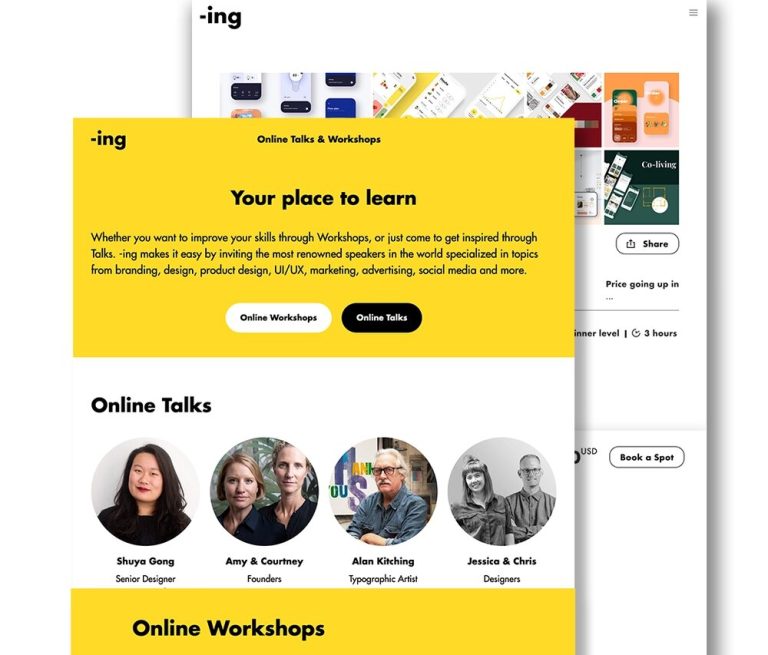 -ing
Co-living
Share
Price going up in
...
inner level | 3 hours
USD
Book a Spot
-ing
Online Talks & Workshops
Your place to learn
Whether you want to improve your skills through Workshops, or just come to get inspired through
Talks. -ing makes it easy by inviting the most renowned speakers in the world specialized in topics
from branding, design, product design, UI/UX, marketing, advertising, social media and more.
Online Workshops
Online Talks
Online Talks
Shuya Gong
Senior Designer
Amy & Courtney
Founders
Alan Kitching
Typographic Artist
Jessica & Chris
Designers
Online Workshops